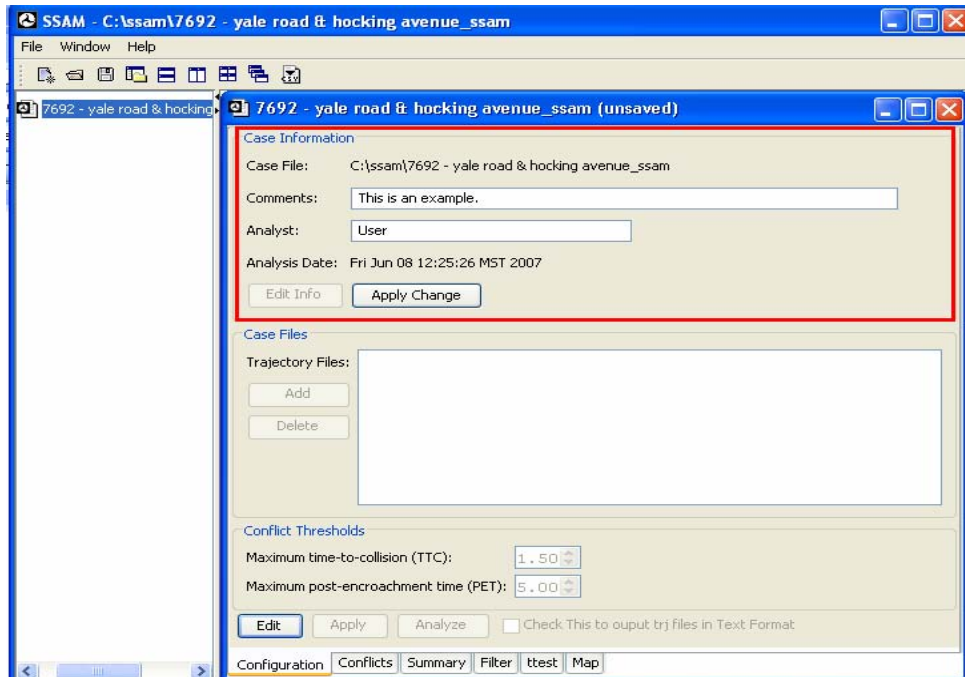 SSAM - C:\ssam\7692 - yale road & hocking avenue_ssam
File Window Help
7692 - yale road & hocking
7692 - yale road & hocking avenue_ssam (unsaved)
Case Information
Case File: C:\ssam\7692 - yale road & hocking avenue_ssam
Comments: This is an example.
Analyst: User
Analysis Date: Fri Jun 08 12:25:26 MST 2007
Edit Info Apply Change
Case Files
Trajectory Files:
Add
Delete
Conflict Thresholds
Maximum time-to-collision (TTC): 1.50
Maximum post-encroachment time (PET): 5.00
Edit Apply Analyze Check This to ouput trj files in Text Format
Configuration Conflicts Summary Filter ttest Map